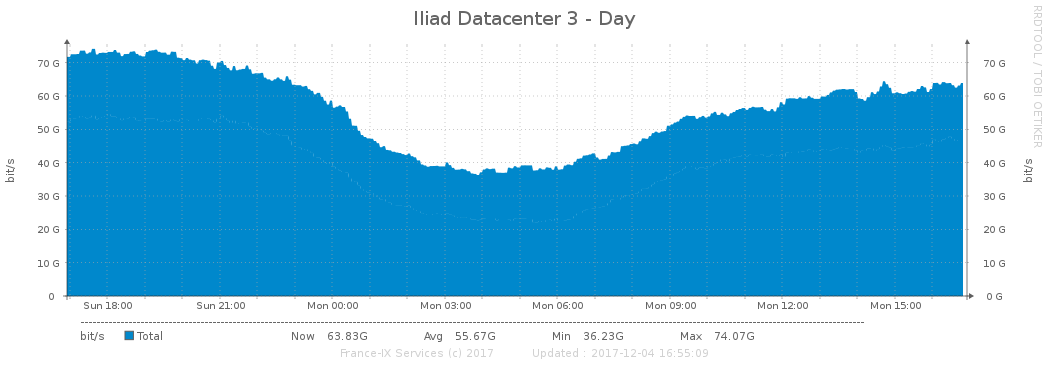 Iliad Datacenter 3 - Day
RRDTOOL / TOBI OETIKER
bit/s
bit/s
70 G 70 G
60 G 60 G
50 G 50 G
40 G 40 G
30 G 30 G
20 G 20 G
10 G 10 G
0 0 G
Sun 18:00 Sun 21:00 Mon 00:00 Mon 03:00 Mon 06:00 Mon 09:00 Mon 12:00 Mon 15:00
bit/s Total Now 63.83G Avg 55.67G Min 36.23G Max 74.07G
France-IX Services (c) 2017 Updated : 2017-12-04 16:55:09